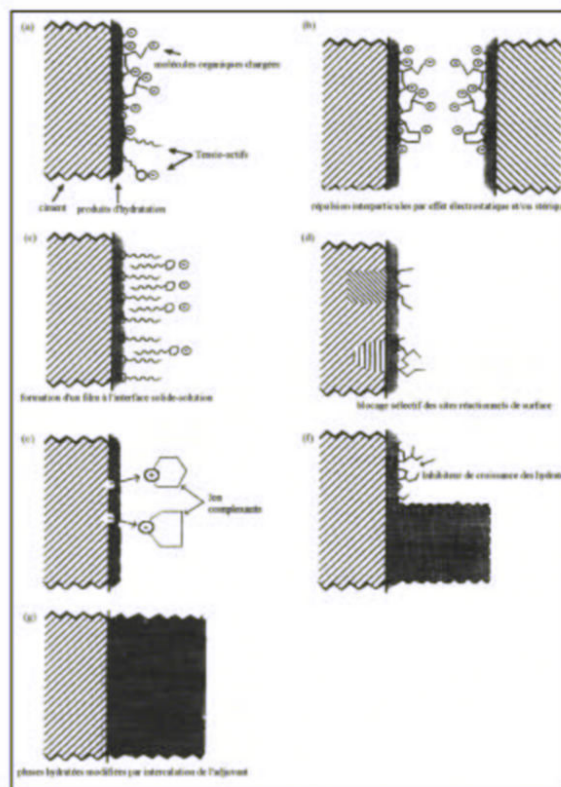 (a)
molécules organiques chargées
Tensio-actifs
ciment
produits d'hydratation
(b)
répulsion interparticules par effet électrostatique et/ou stérique
(c)
formation d'un film à l'interface solide-solution
(d)
blocage sélectif des sites réactionnels de surface
(e)
Ion
complexants
(f)
inhibiteur de croissance des
(g)
phases hydratées modifiées par intercalation de l'adjuvant